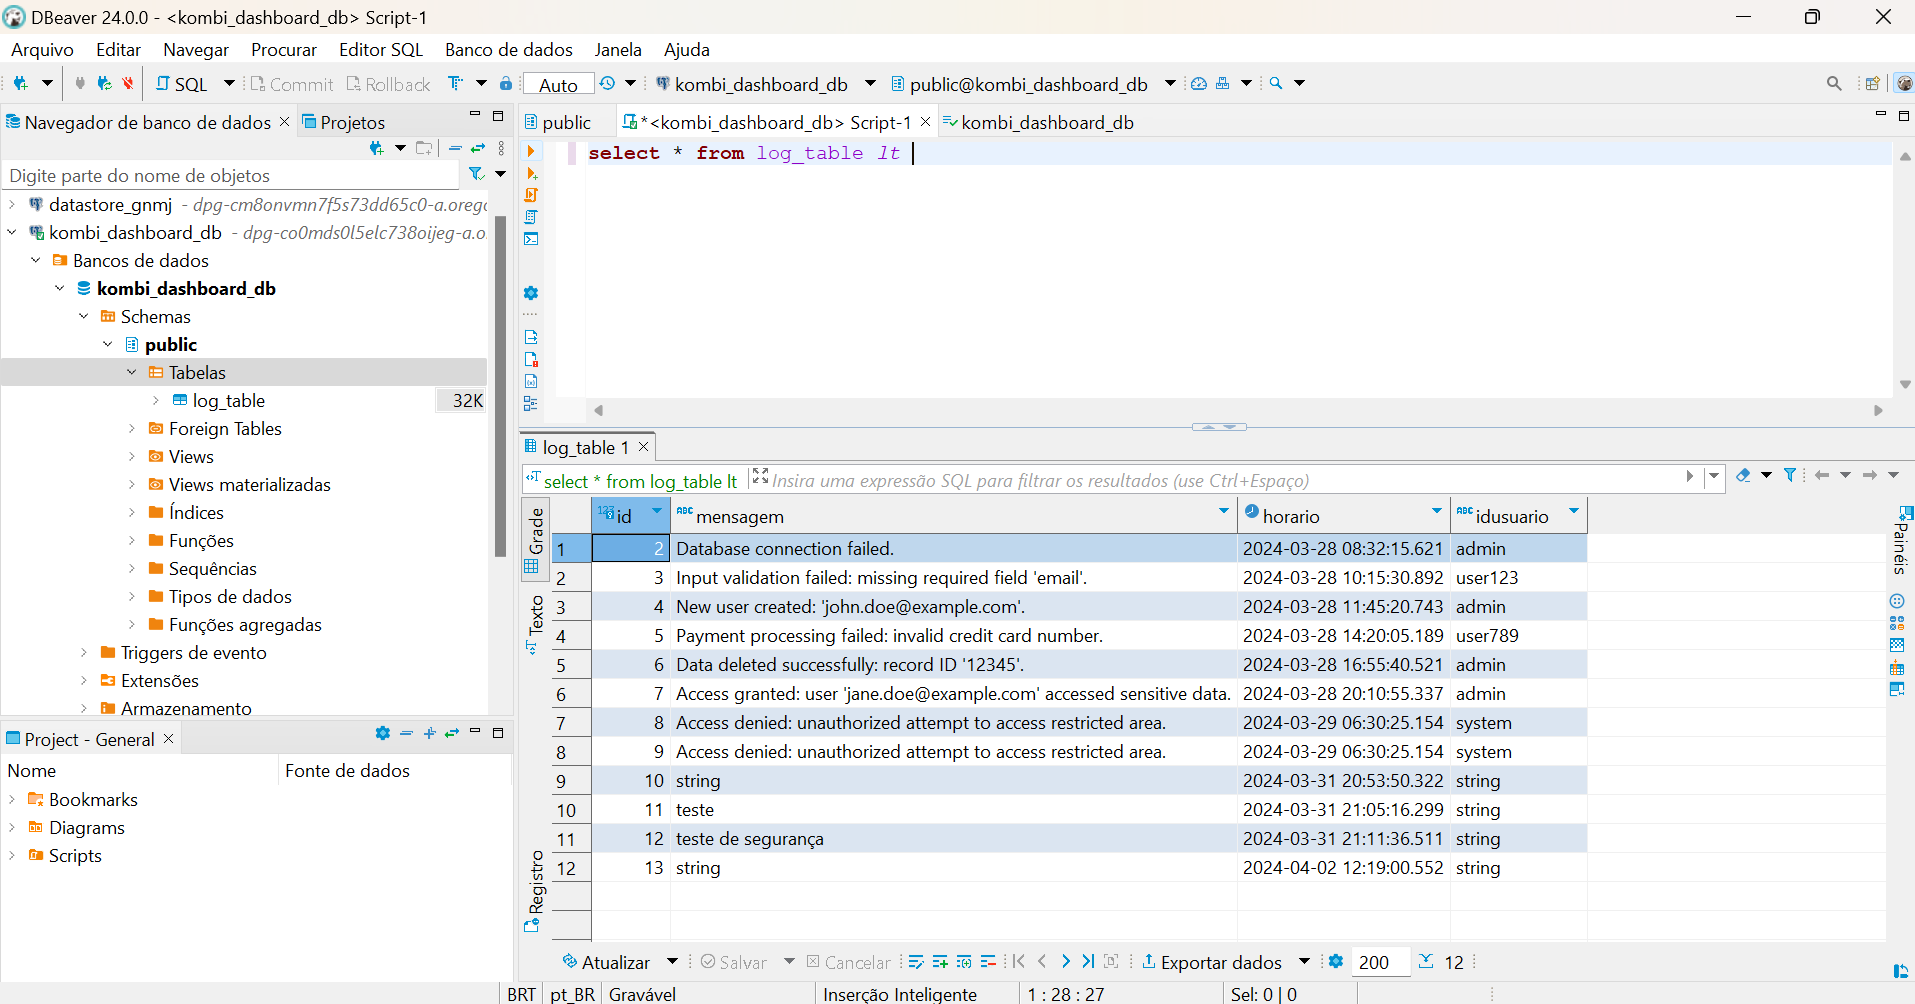 DBeaver 24.0.0 - <kombi_dashboard_db> Script-1
Arquivo Editar Navegar Procurar Editor SQL Banco de dados Janela Ajuda
SQL Commit Rollback Auto kombi_dashboard_db public@kombi_dashboard_db
Navegador de banco de dados Projetos
Digite parte do nome de objetos
datastore_gnmj - dpg-cm8onvmn7f5s73dd65c0-a.orego
kombi_dashboard_db - dpg-co0mds0l5elc738oijeg-a.o
Bancos de dados
kombi_dashboard_db
Schemas
public
Tabelas
log_table 32K
Foreign Tables
Views
Views materializadas
Índices
Funções
Sequências
Tipos de dados
Funções agregadas
Triggers de evento
Extensões
Armazenamento
Project - General
Nome Fonte de dados
Bookmarks
Diagrams
Scripts
public *<kombi_dashboard_db> Script-1 kombi_dashboard_db
select * from log_table lt
log_table 1
select * from log_table lt Insira uma expressão SQL para filtrar os resultados (use Ctrl+Espaço)
Grade
Texto
Registro
123 id ABC mensagem horario ABC idusuario
1 2 Database connection failed. 2024-03-28 08:32:15.621 admin
2 3 Input validation failed: missing required field 'email'. 2024-03-28 10:15:30.892 user123
3 4 New user created: 'john.doe@example.com'. 2024-03-28 11:45:20.743 admin
4 5 Payment processing failed: invalid credit card number. 2024-03-28 14:20:05.189 user789
5 6 Data deleted successfully: record ID '12345'. 2024-03-28 16:55:40.521 admin
6 7 Access granted: user 'jane.doe@example.com' accessed sensitive data. 2024-03-28 20:10:55.337 admin
7 8 Access denied: unauthorized attempt to access restricted area. 2024-03-29 06:30:25.154 system
8 9 Access denied: unauthorized attempt to access restricted area. 2024-03-29 06:30:25.154 system
9 10 string 2024-03-31 20:53:50.322 string
10 11 teste 2024-03-31 21:05:16.299 string
11 12 teste de segurança 2024-03-31 21:11:36.511 string
12 13 string 2024-04-02 12:19:00.552 string
Painéis
Atualizar Salvar Cancelar Exportar dados 200 12
BRT pt_BR Gravável Inserção Inteligente 1 : 28 : 27 Sel: 0 | 0